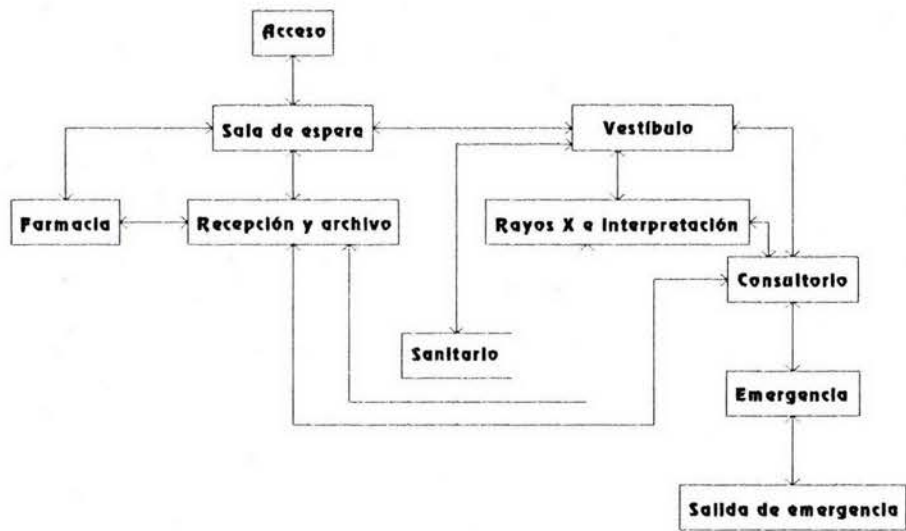 Acceso
Sala de espera
Vestíbulo
Farmacia
Recepción y archivo
Rayos X e interpretación
Consultorio
Sanitario
Emergencia
Salida de emergencia